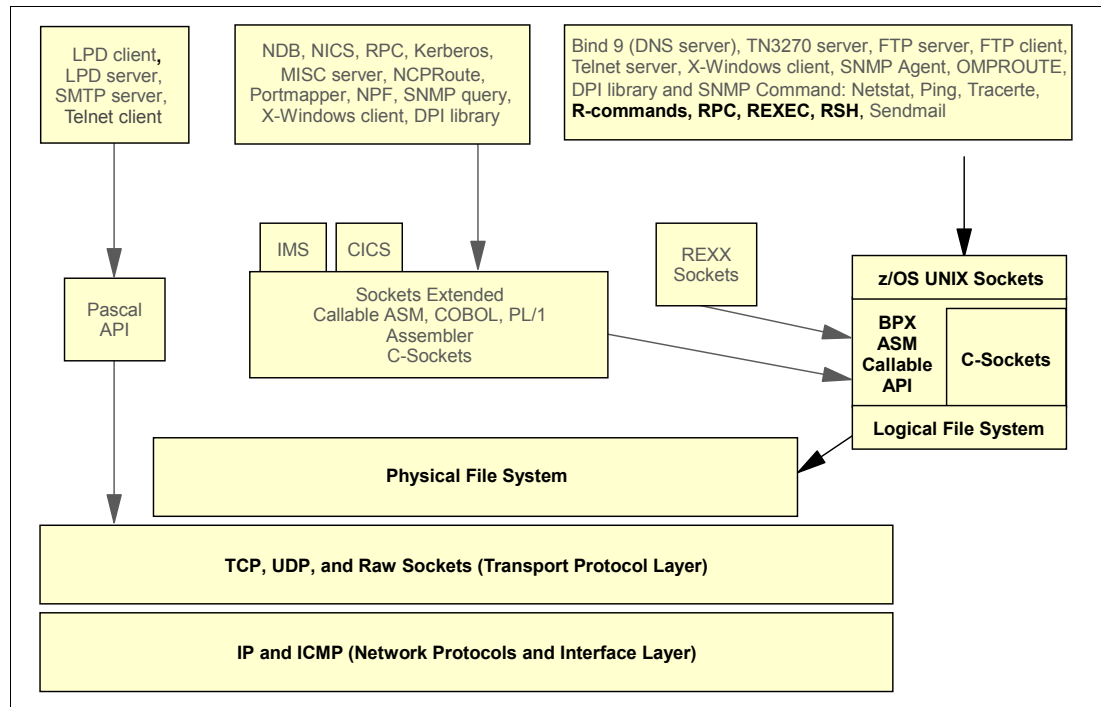 LPD client,
LPD server,
SMTP server,
Telnet client
NDB, NICS, RPC, Kerberos,
MISC server, NCPRoute,
Portmapper, NPF, SNMP query,
X-Windows client, DPI library
Bind 9 (DNS server), TN3270 server, FTP server, FTP client,
Telnet server, X-Windows client, SNMP Agent, OMPROUTE,
DPI library and SNMP Command: Netstat, Ping, Tracerte,
R-commands, RPC, REXEC, RSH, Sendmail
IMS
CICS
REXX
Sockets
Pascal
API
Sockets Extended
Callable ASM, COBOL, PL/1
Assembler
C-Sockets
z/OS UNIX Sockets
BPX
ASM
Callable
API
C-Sockets
Logical File System
Physical File System
TCP, UDP, and Raw Sockets (Transport Protocol Layer)
IP and ICMP (Network Protocols and Interface Layer)